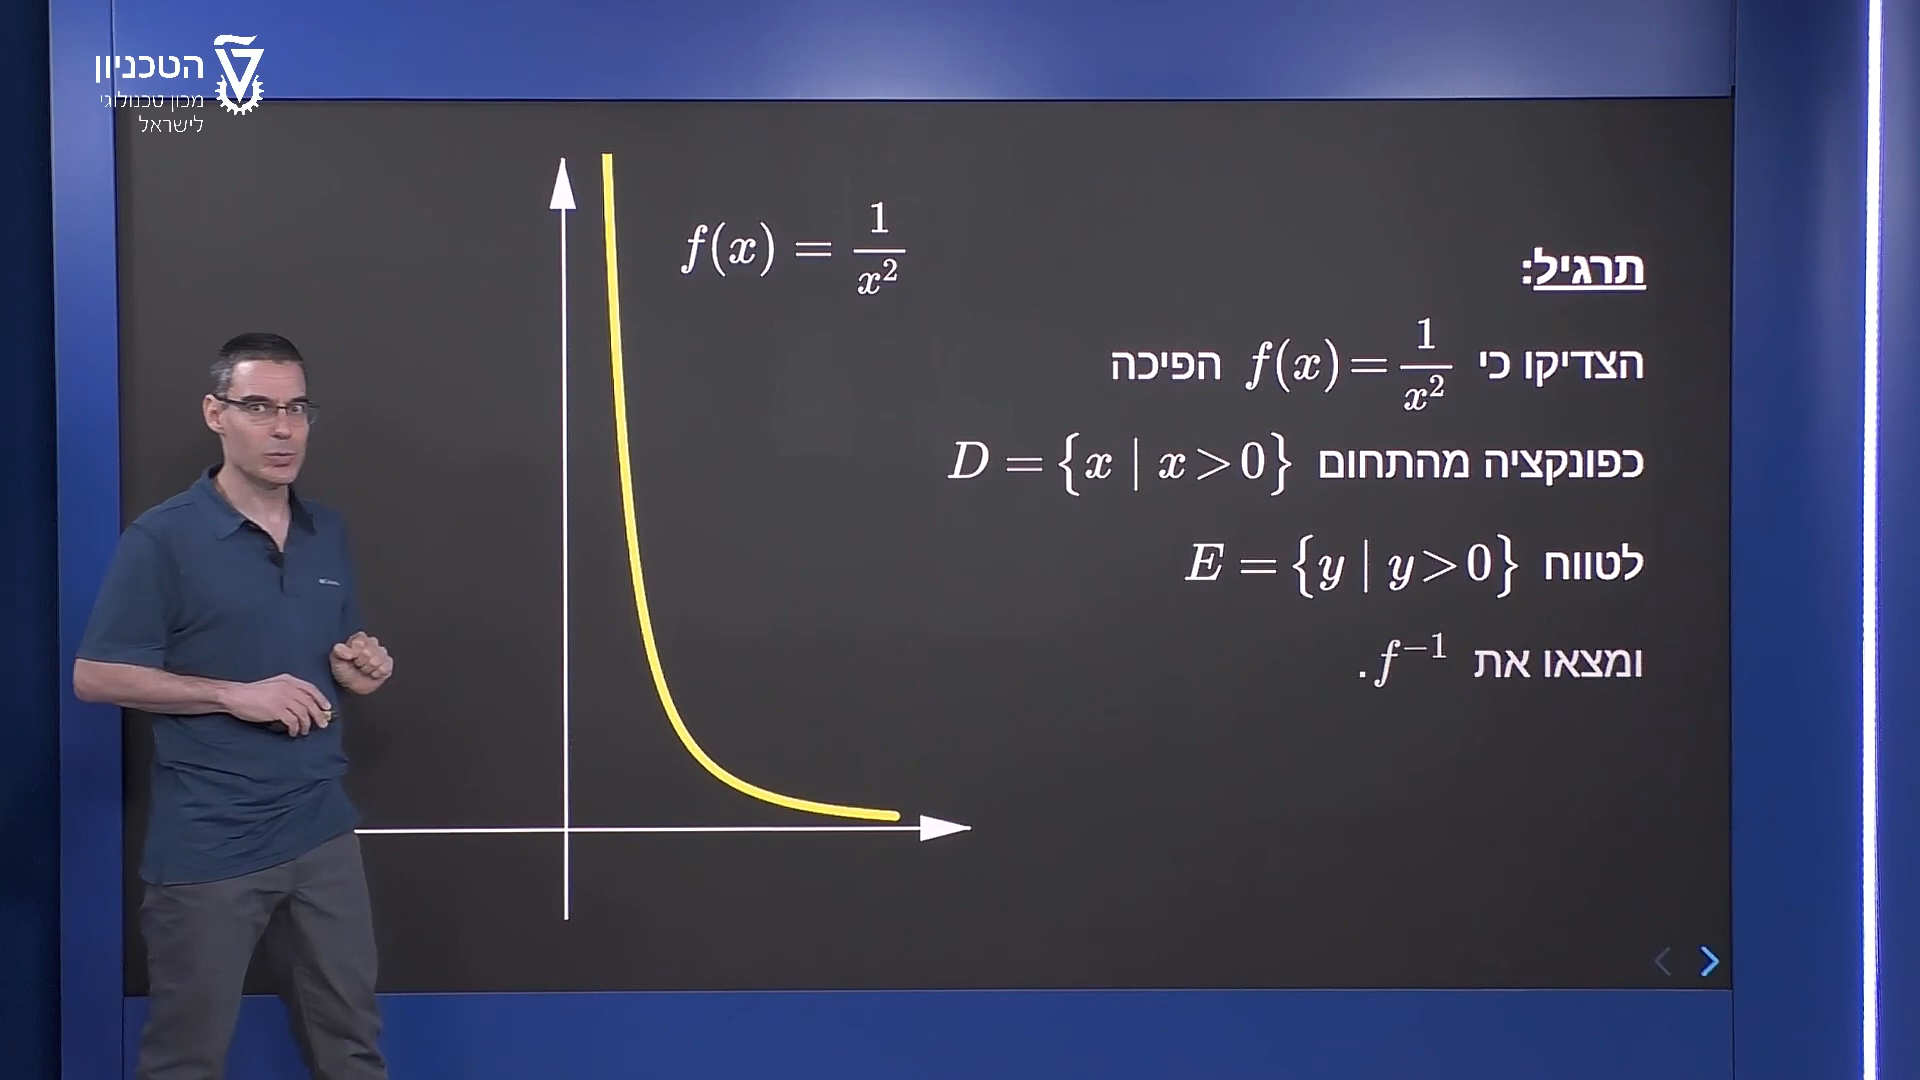 הטכניון
מכון טכנולוגי
לישראל
f(x) = 1/x²
תרגיל:
הצדיקו כי f(x) = 1/x² הפיכה
כפונקציה מהתחום D = {x | x > 0}
לטווח E = {y | y > 0}
ומצאו את f⁻¹.